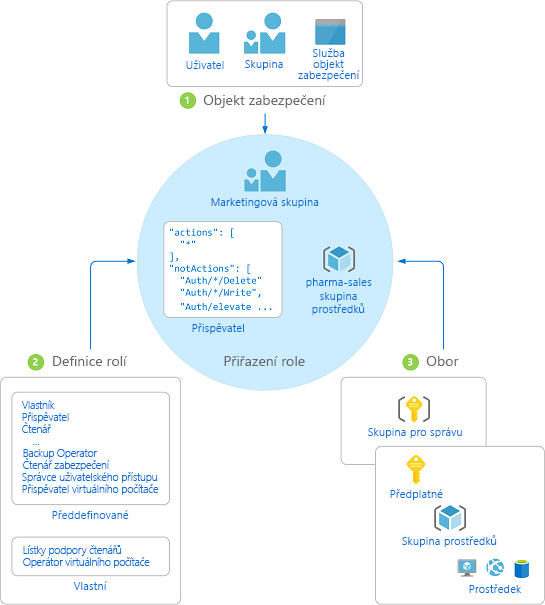 Uživatel
Skupina
Služba
objekt
zabezpečení
1 Objekt zabezpečení
Marketingová skupina
"actions": [
"*"
],
"notActions": [
"Auth/*/Delete"
"Auth/*/Write",
"Auth/elevate ...
Přispěvatel
pharma-sales
skupina
prostředků
Přiřazení role
2 Definice rolí
Vlastník
Přispěvatel
Čtenář
...
Backup Operator
Čtenář zabezpečení
Správce uživatelského přístupu
Přispěvatel virtuálního počítače
Předdefinované
Lístky podpory čtenářů
Operátor virtuálního počítače
Vlastní
3 Obor
Skupina pro správu
Předplatné
Skupina prostředků
Prostředek